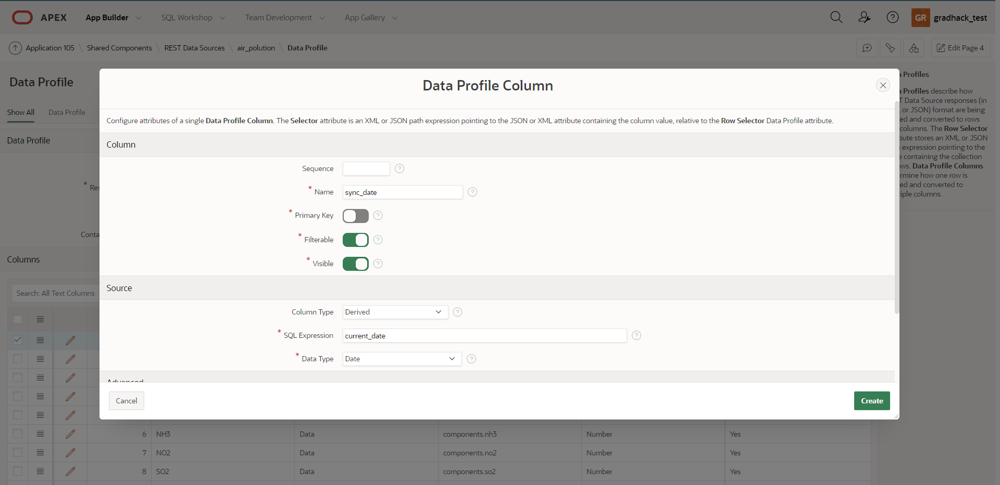 APEX App Builder SQL Workshop Team Development App Gallery GR gradhack_test
Application 105 \ Shared Components \ REST Data Sources \ air_polution \ Data Profile Edit Page 4
Data Profile
Show All Data Profile
Data Profile
* Res
Conta
Columns
Search: All Text Columns
Data Profile Column
Configure attributes of a single Data Profile Column. The Selector attribute is an XML or JSON path expression pointing to the JSON or XML attribute containing the column value, relative to the Row Selector Data Profile attribute.
Column
Sequence
* Name sync_date
* Primary Key
* Filterable
* Visible
Source
Column Type Derived
* SQL Expression current_date
* Data Type Date
Advanced
Cancel Create
6 NH3 Data components.nh3 Number Yes
7 NO2 Data components.no2 Number Yes
8 SO2 Data components.so2 Number Yes
a Profiles
a Profiles describe how
T Data Source responses (in
or JSON) format are being
ed and converted to rows
columns. The Row Selector
bute stores an XML or JSON
expression pointing to the
e containing the collection
ows. Data Profile Columns
rmine how one row is
ed and converted to
iple columns.